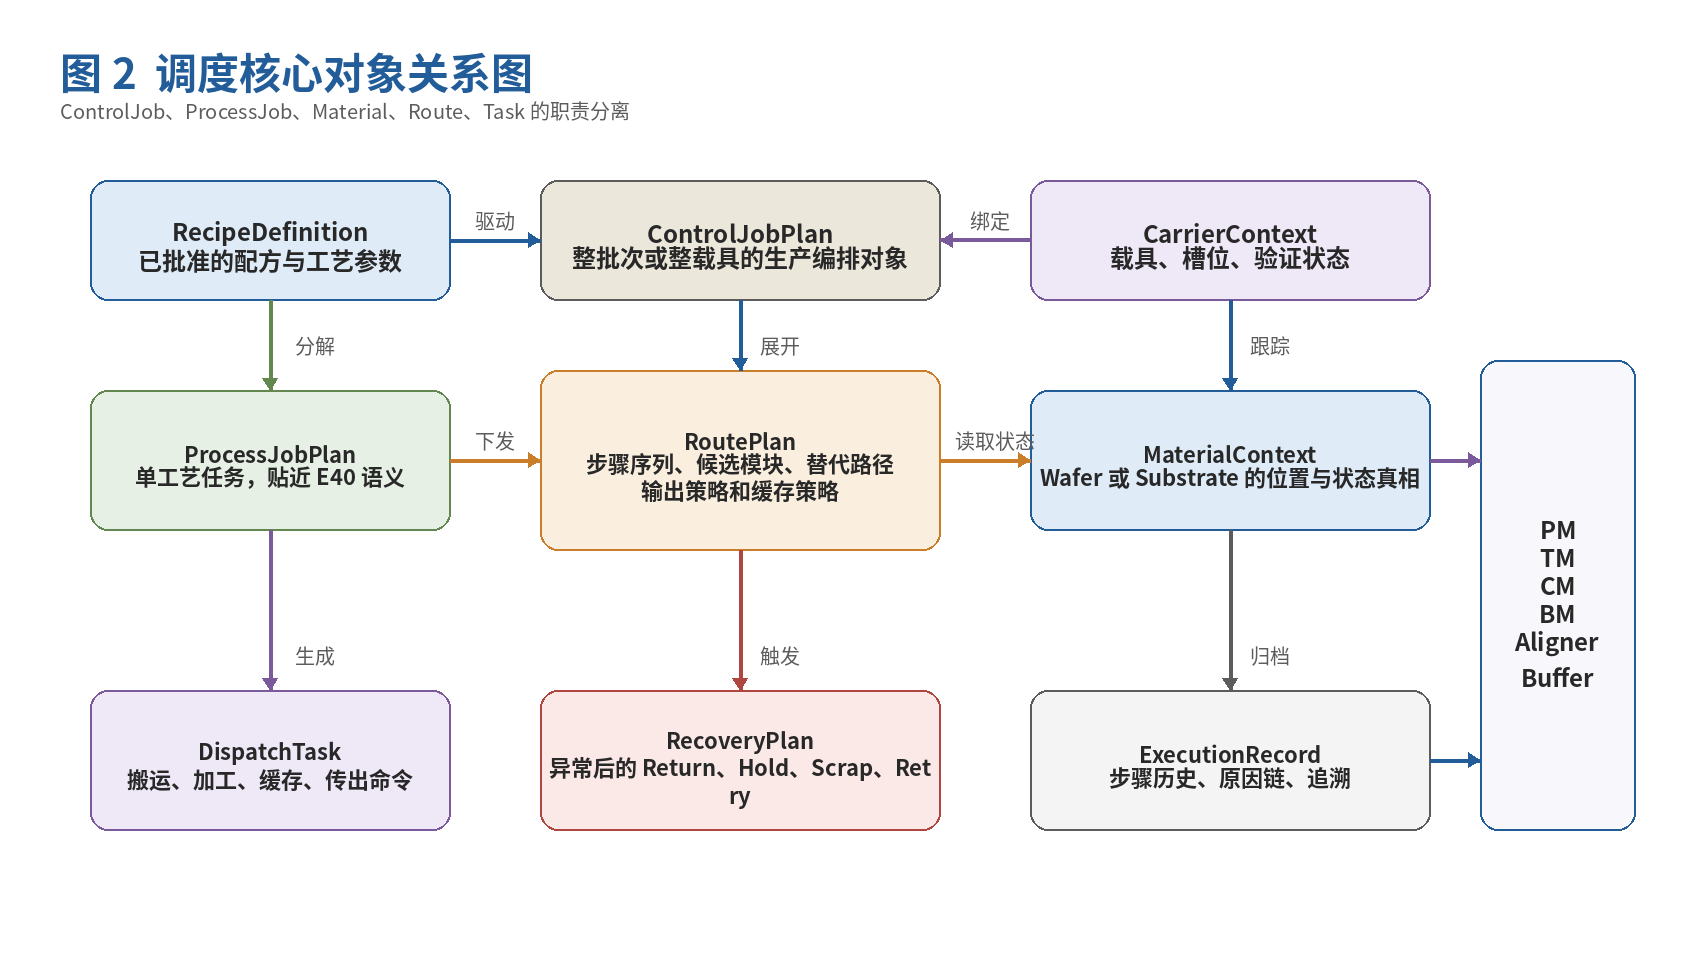 图 2 调度核心对象关系图
ControlJob、ProcessJob、Material、Route、Task 的职责分离
RecipeDefinition
已批准的配方与工艺参数
驱动
ControlJobPlan
整批次或整载具的生产编排对象
绑定
CarrierContext
载具、槽位、验证状态
分解
展开
跟踪
ProcessJobPlan
单工艺任务，贴近 E40 语义
下发
RoutePlan
步骤序列、候选模块、替代路径
输出策略和缓存策略
读取状态
MaterialContext
Wafer 或 Substrate 的位置与状态真相
PM
TM
CM
BM
Aligner
Buffer
生成
触发
归档
DispatchTask
搬运、加工、缓存、传出命令
RecoveryPlan
异常后的 Return、Hold、Scrap、Ret
ry
ExecutionRecord
步骤历史、原因链、追溯